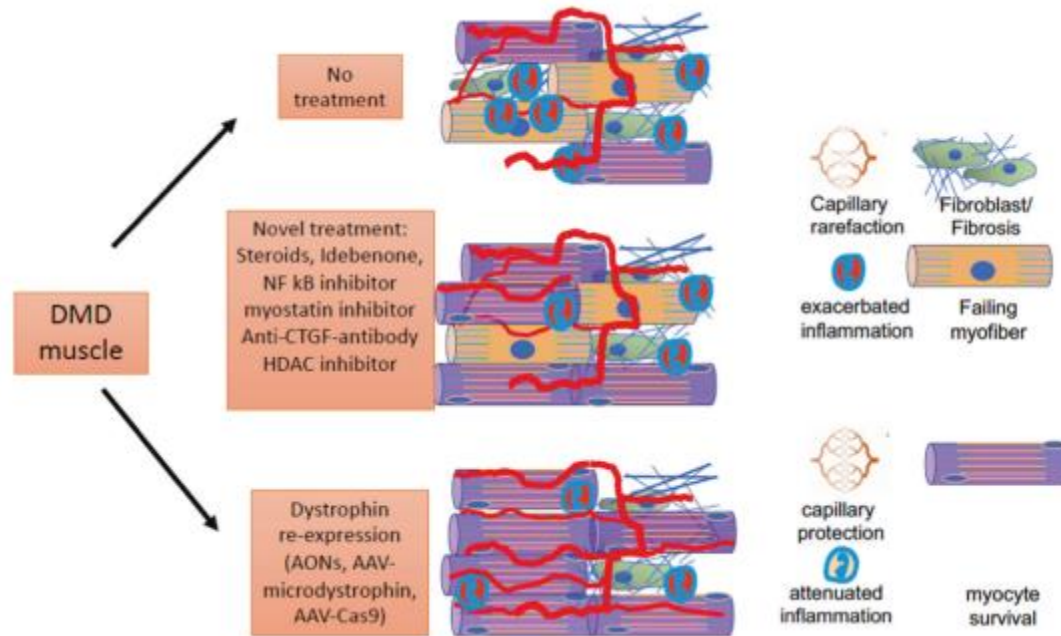 No
treatment
Novel treatment:
Steroids, Idebenone,
NF kB inhibitor
myostatin inhibitor
Anti-CTGF-antibody
HDAC inhibitor
DMD
muscle
Dystrophin
re-expression
(AONs, AAV-
microdystrophin,
AAV-Cas9)
Capillary
rarefaction
Fibroblast/
Fibrosis
exacerbated
inflammation
Failing
myofiber
capillary
protection
attenuated
inflammation
myocyte
survival